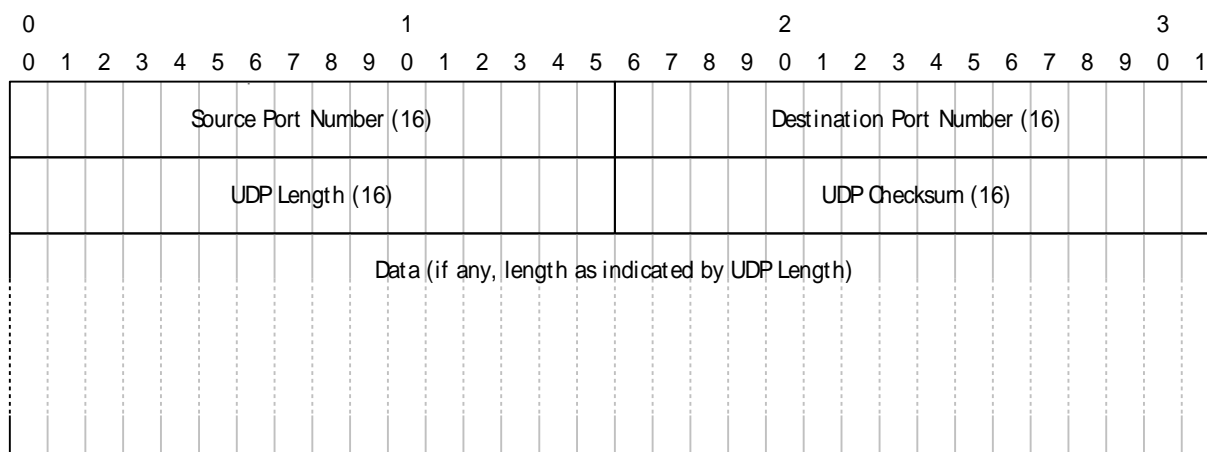 0 1 2 3
0 1 2 3 4 5 6 7 8 9 0 1 2 3 4 5 6 7 8 9 0 1 2 3 4 5 6 7 8 9 0 1
Source Port Number (16) Destination Port Number (16)
UDP Length (16) UDP Checksum (16)
Data (if any, length as indicated by UDP Length)